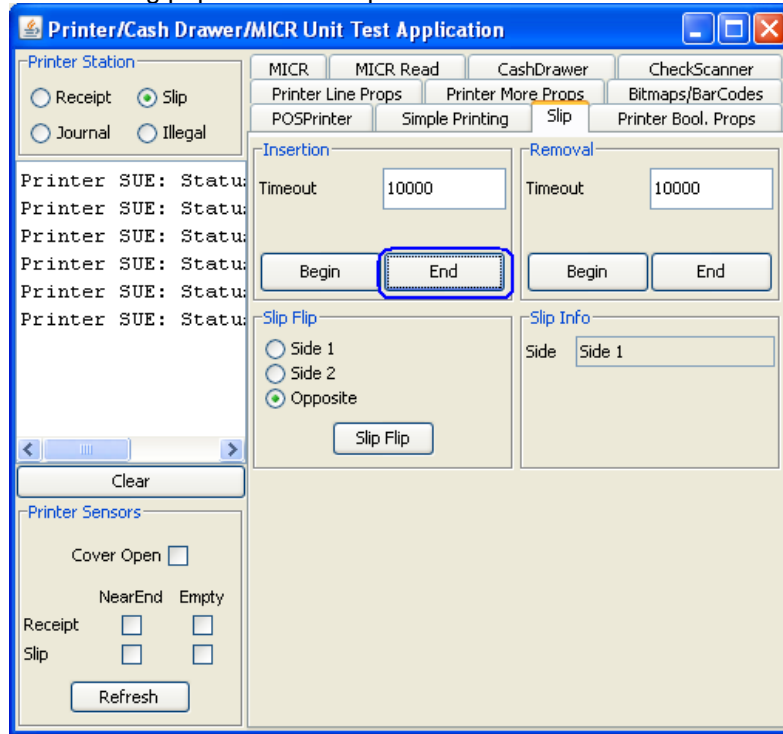 Printer/Cash Drawer/MICR Unit Test Application
Printer Station
Receipt Slip
Journal Illegal
MICR MICR Read CashDrawer CheckScanner
Printer Line Props Printer More Props Bitmaps/BarCodes
POSPrinter Simple Printing Slip Printer Bool. Props
Printer SUE: Statu
Printer SUE: Statu
Printer SUE: Statu
Printer SUE: Statu
Printer SUE: Statu
Printer SUE: Statu
Clear
Printer Sensors
Cover Open
NearEnd Empty
Receipt
Slip
Refresh
Insertion
Timeout 10000
Begin End
Removal
Timeout 10000
Begin End
Slip Flip
Side 1
Side 2
Opposite
Slip Flip
Slip Info
Side Side 1